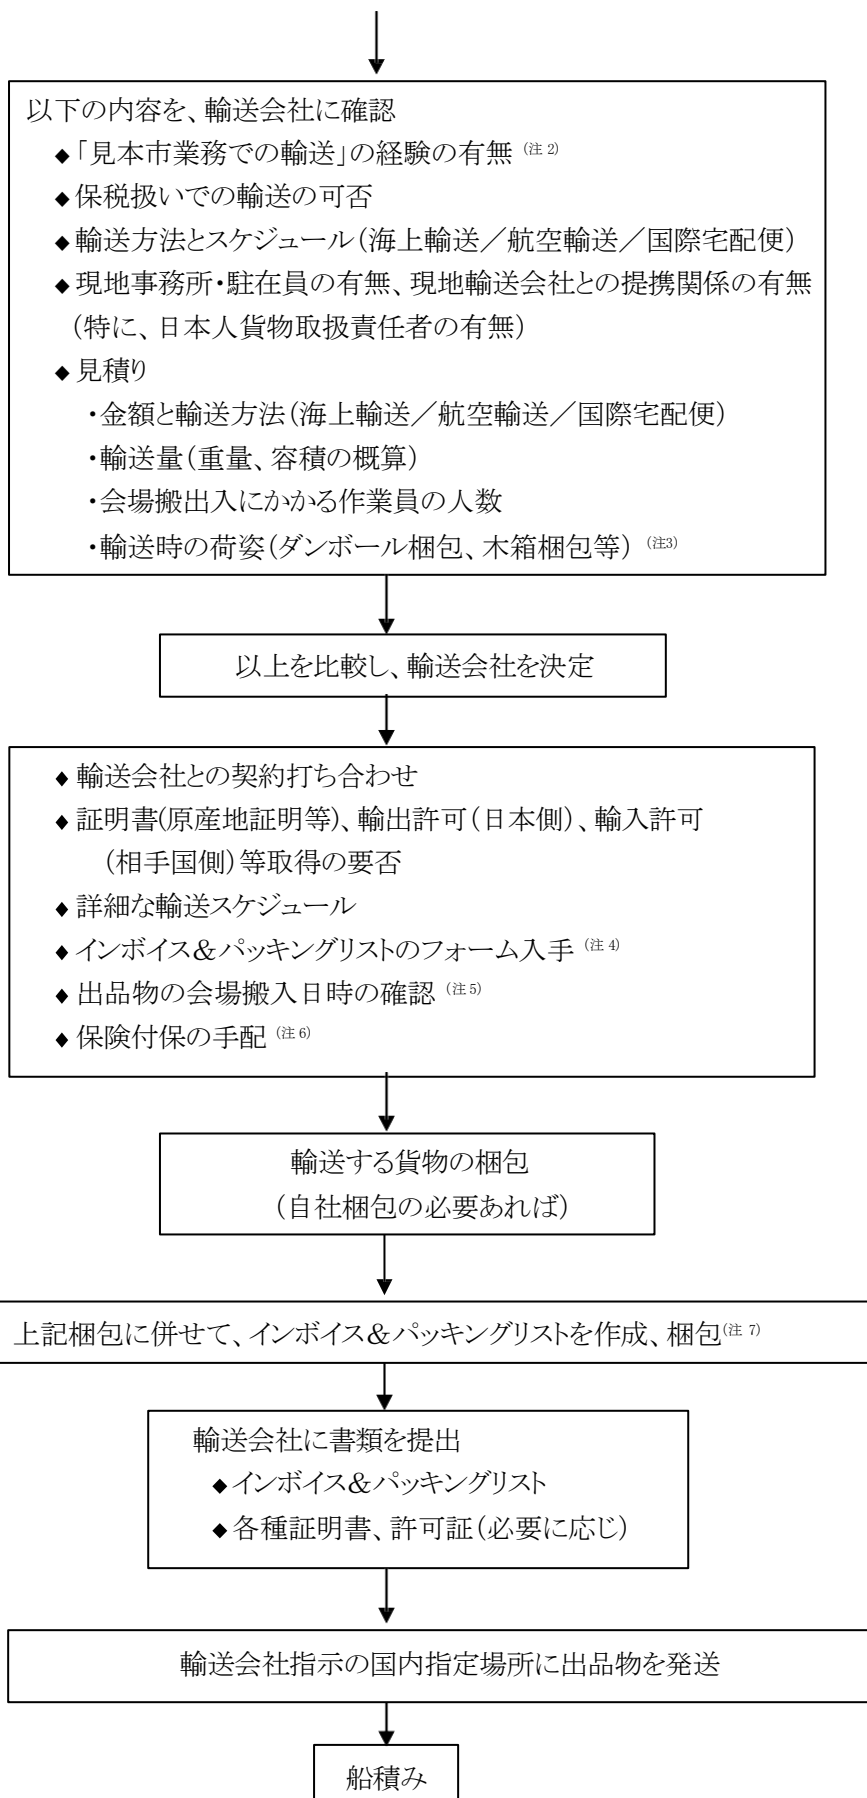 以下の内容を、輸送会社に確認
◆「見本市業務での輸送」の経験の有無 (注 2)
◆保税扱いでの輸送の可否
◆輸送方法とスケジュール(海上輸送／航空輸送／国際宅配便)
◆現地事務所・駐在員の有無、現地輸送会社との提携関係の有無
(特に、日本人貨物取扱責任者の有無)
◆見積り
・金額と輸送方法(海上輸送／航空輸送／国際宅配便)
・輸送量(重量、容積の概算)
・会場搬出入にかかる作業員の人数
・輸送時の荷姿(ダンボール梱包、木箱梱包等) (注3)
以上を比較し、輸送会社を決定
◆輸送会社との契約打ち合わせ
◆証明書(原産地証明等)、輸出許可(日本側)、輸入許可
(相手国側)等取得の要否
◆詳細な輸送スケジュール
◆インボイス＆パッキングリストのフォーム入手 (注 4)
◆出品物の会場搬入日時の確認 (注 5)
◆保険付保の手配 (注 6)
輸送する貨物の梱包
(自社梱包の必要あれば)
上記梱包に併せて、インボイス＆パッキングリストを作成、梱包(注 7)
輸送会社に書類を提出
◆インボイス＆パッキングリスト
◆各種証明書、許可証(必要に応じ)
輸送会社指示の国内指定場所に出品物を発送
船積み